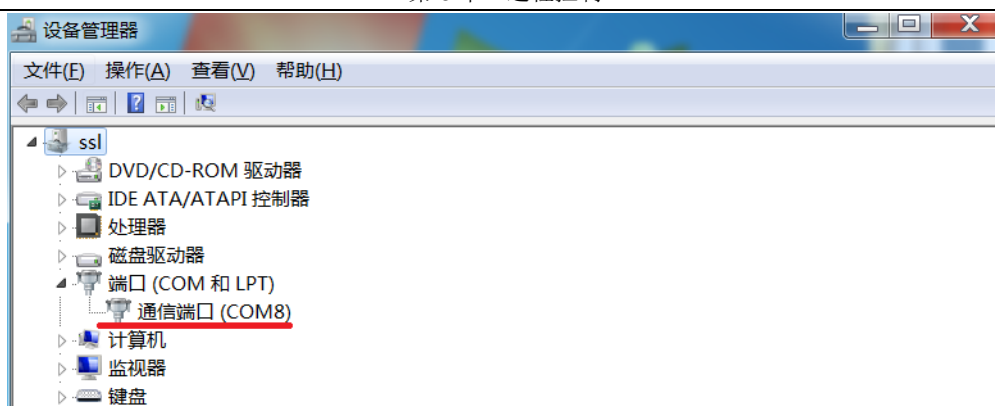 设备管理器
文件(F) 操作(A) 查看(V) 帮助(H)
ssl
DVD/CD-ROM 驱动器
IDE ATA/ATAPI 控制器
处理器
磁盘驱动器
端口 (COM 和 LPT)
通信端口 (COM8)
计算机
监视器
键盘